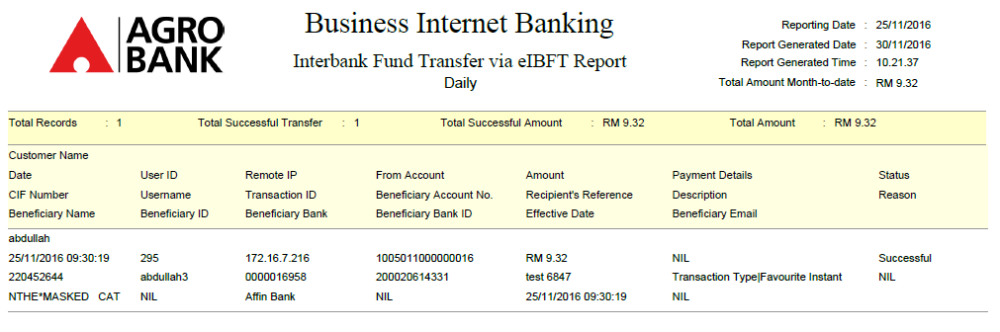 AGRO
BANK
Business Internet Banking
Interbank Fund Transfer via eIBFT Report
Daily
Reporting Date : 25/11/2016
Report Generated Date : 30/11/2016
Report Generated Time : 10.21.37
Total Amount Month-to-date : RM 9.32
Total Records : 1 Total Successful Transfer : 1 Total Successful Amount : RM 9.32 Total Amount : RM 9.32
Customer Name
Date User ID Remote IP From Account Amount Payment Details Status
CIF Number Username Transaction ID Beneficiary Account No. Recipient's Reference Description Reason
Beneficiary Name Beneficiary ID Beneficiary Bank Beneficiary Bank ID Effective Date Beneficiary Email
abdullah
25/11/2016 09:30:19 295 172.16.7.216 1005011000000016 RM 9.32 NIL Successful
220452644 abdullah3 0000016958 200020614331 test 6847 Transaction Type|Favourite Instant NIL
NTHE*MASKED CAT NIL Affin Bank NIL 25/11/2016 09:30:19 NIL